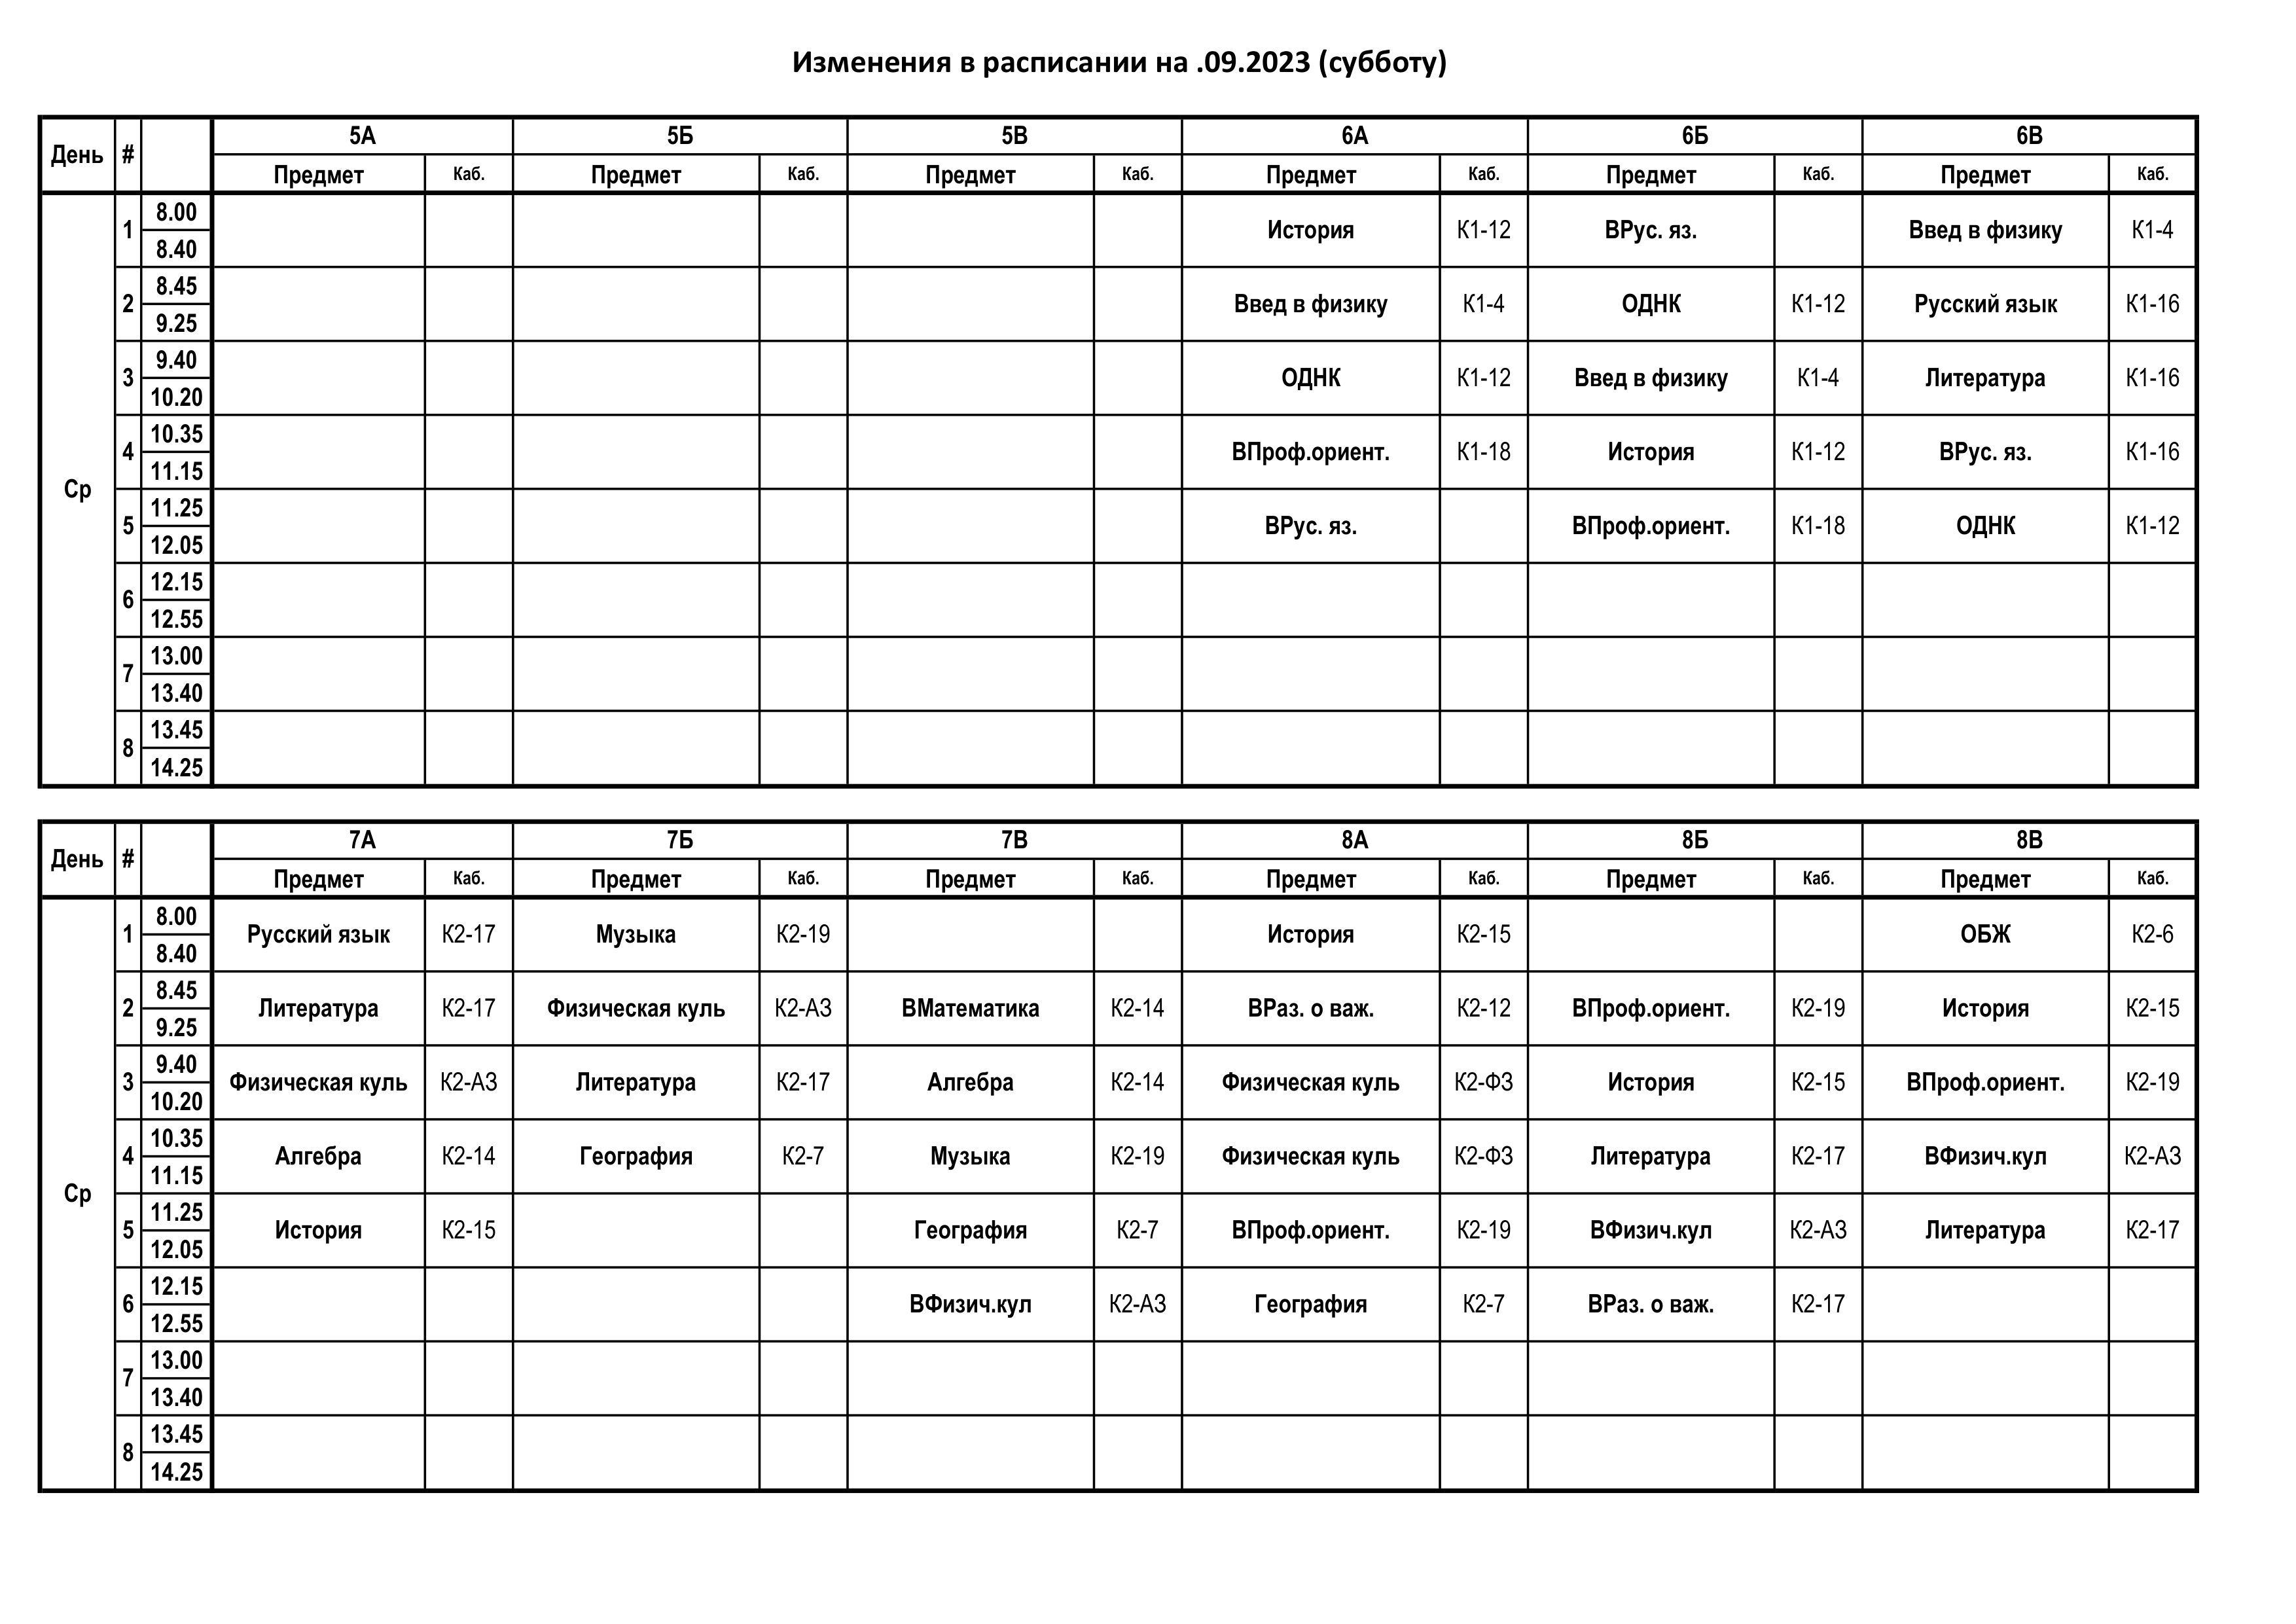 Изменения в расписании на .09.2023 (субботу)
День # 5А 5Б 5В 6А 6Б 6В
Предмет Каб. Предмет Каб. Предмет Каб. Предмет Каб. Предмет Каб. Предмет Каб.
Ср
1 8.00 8.40 История К1-12 ВРус. яз. Введ в физику К1-4
2 8.45 9.25 Введ в физику К1-4 ОДНК К1-12 Русский язык К1-16
3 9.40 10.20 ОДНК К1-12 Введ в физику К1-4 Литература К1-16
4 10.35 11.15 ВПроф.ориент. К1-18 История К1-12 ВРус. яз. К1-16
5 11.25 12.05 ВРус. яз. ВПроф.ориент. К1-18 ОДНК К1-12
6 12.15 12.55
7 13.00 13.40
8 13.45 14.25
День # 7А 7Б 7В 8А 8Б 8В
Предмет Каб. Предмет Каб. Предмет Каб. Предмет Каб. Предмет Каб. Предмет Каб.
Ср
1 8.00 8.40 Русский язык К2-17 Музыка К2-19 История К2-15 ОБЖ К2-6
2 8.45 9.25 Литература К2-17 Физическая куль К2-АЗ ВМатематика К2-14 ВРаз. о важ. К2-12 ВПроф.ориент. К2-19 История К2-15
3 9.40 10.20 Физическая куль К2-АЗ Литература К2-17 Алгебра К2-14 Физическая куль К2-ФЗ История К2-15 ВПроф.ориент. К2-19
4 10.35 11.15 Алгебра К2-14 География К2-7 Музыка К2-19 Физическая куль К2-ФЗ Литература К2-17 ВФизич.кул К2-АЗ
5 11.25 12.05 История К2-15 География К2-7 ВПроф.ориент. К2-19 ВФизич.кул К2-АЗ Литература К2-17
6 12.15 12.55 ВФизич.кул К2-АЗ География К2-7 ВРаз. о важ. К2-17
7 13.00 13.40
8 13.45 14.25